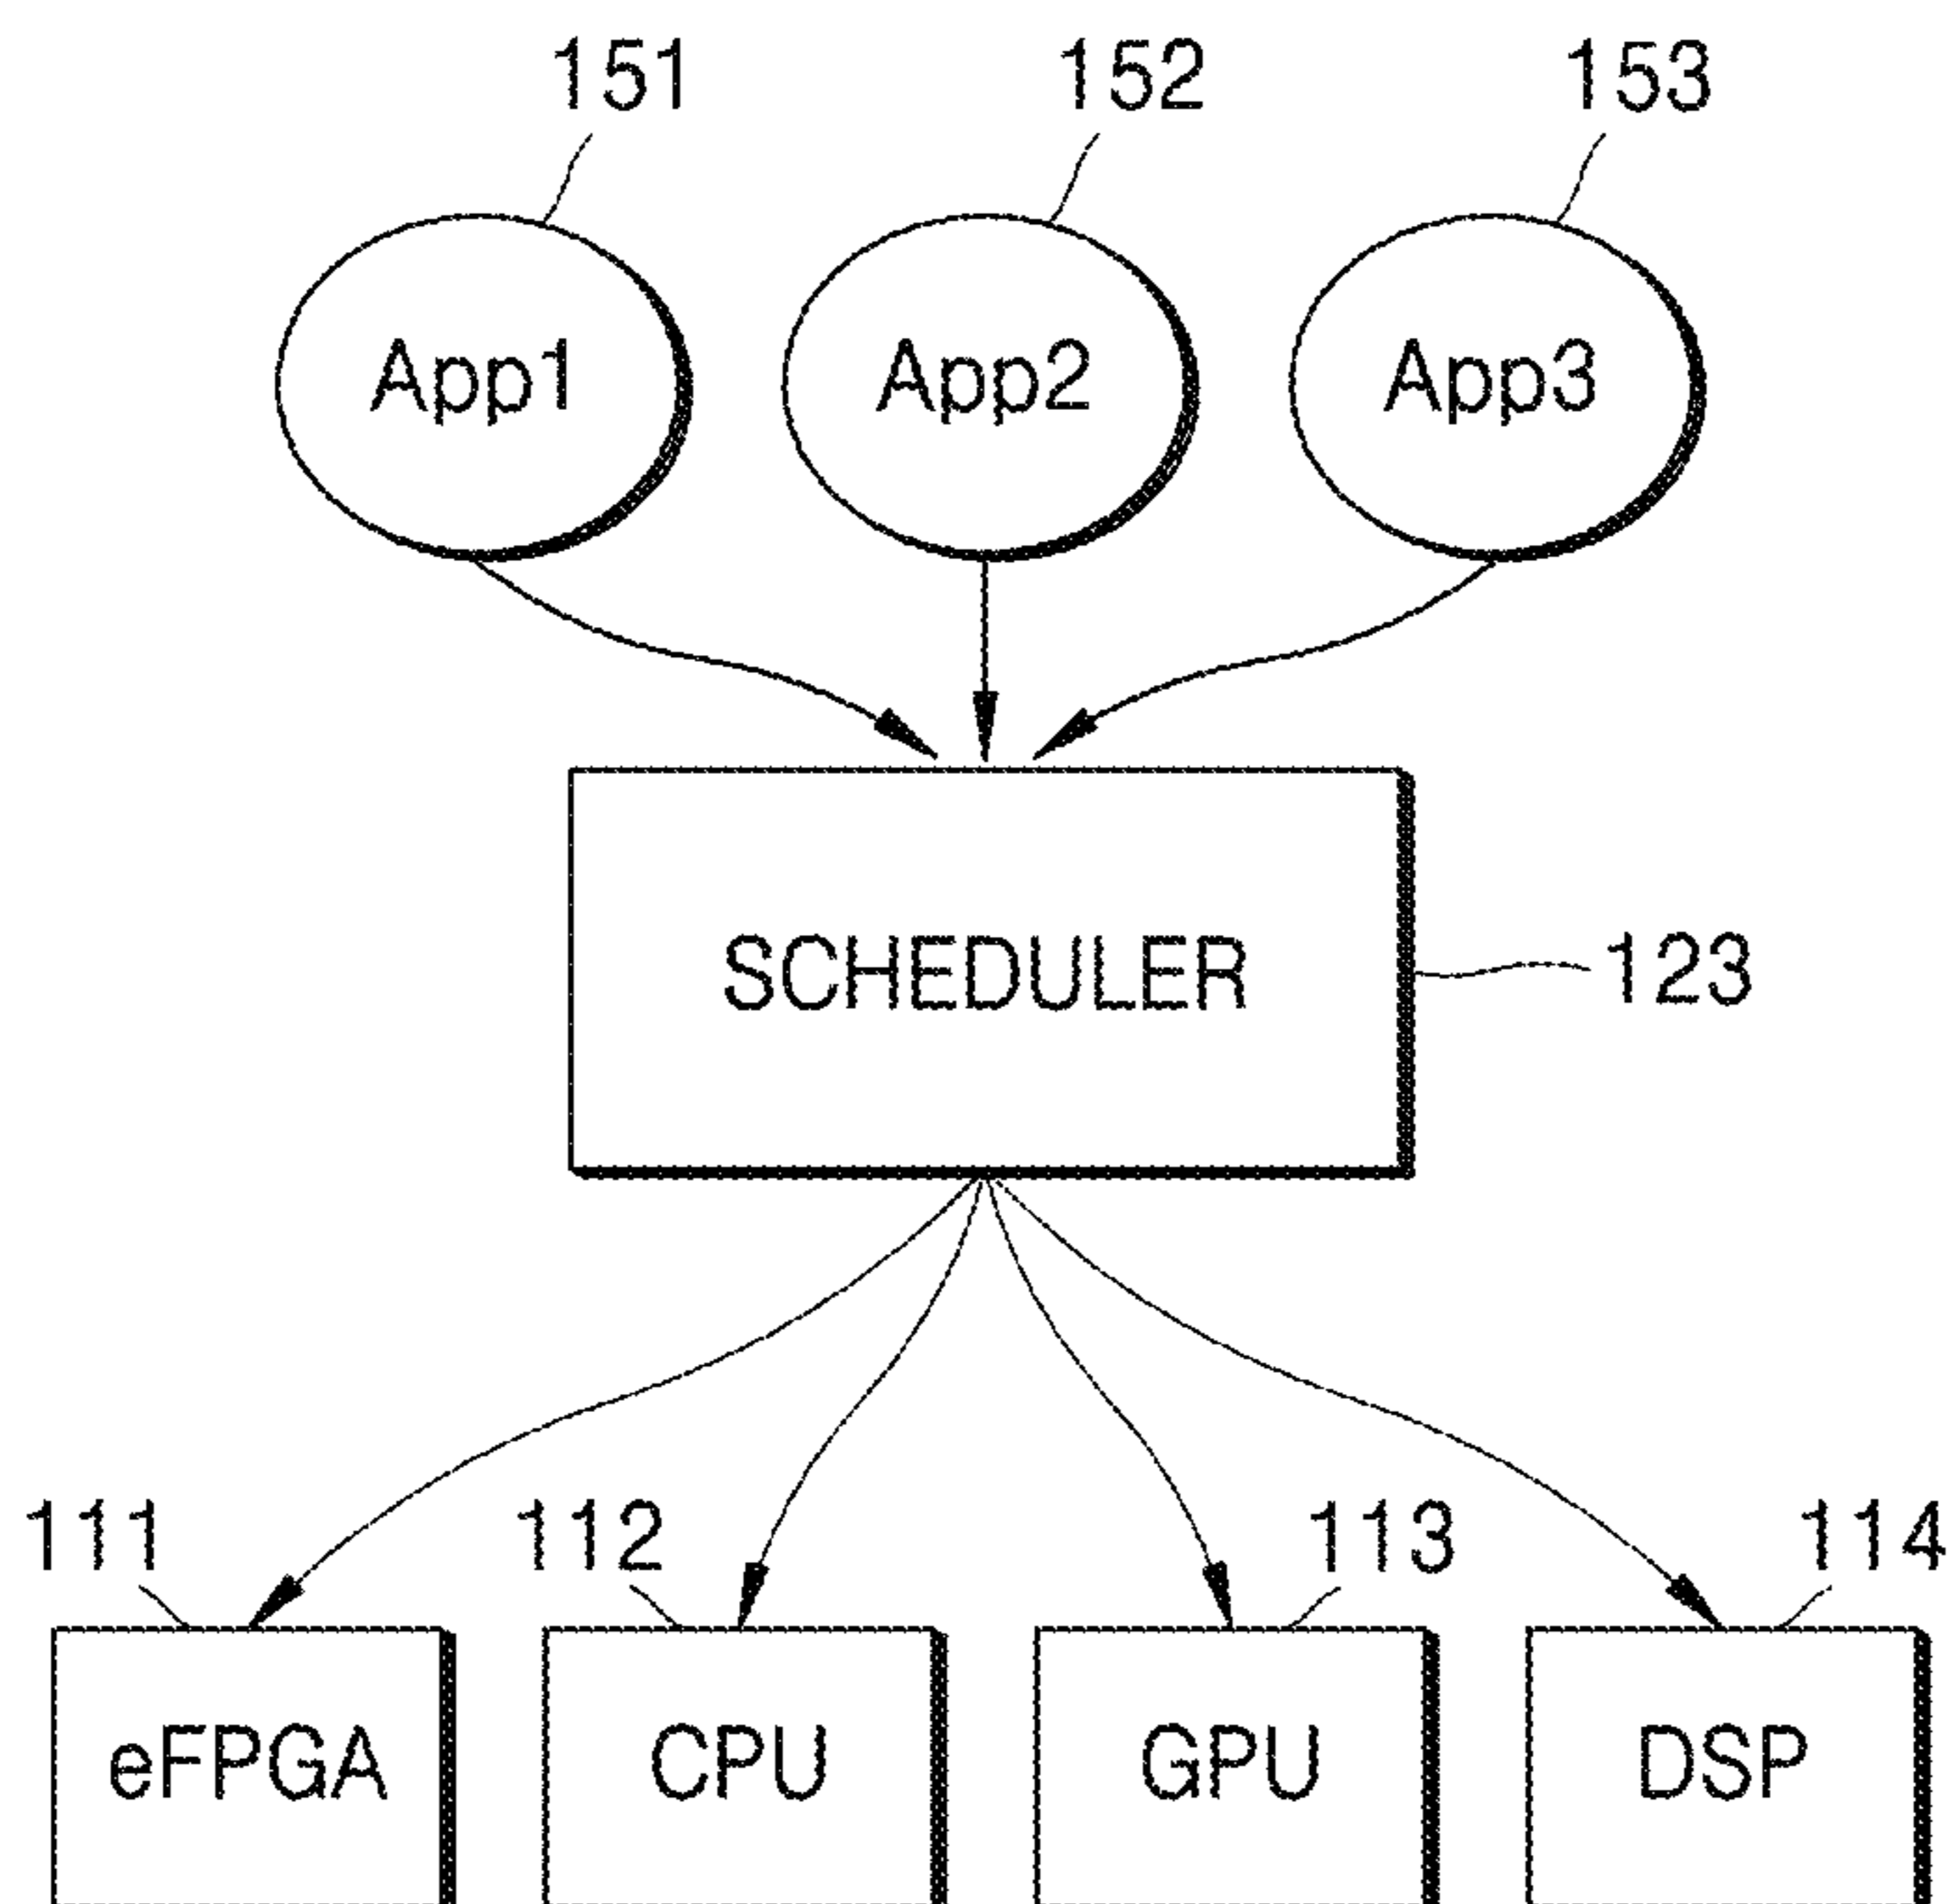 151 152 153
App1 App2 App3
SCHEDULER 123
111 112 113 114
eFPGA CPU GPU DSP